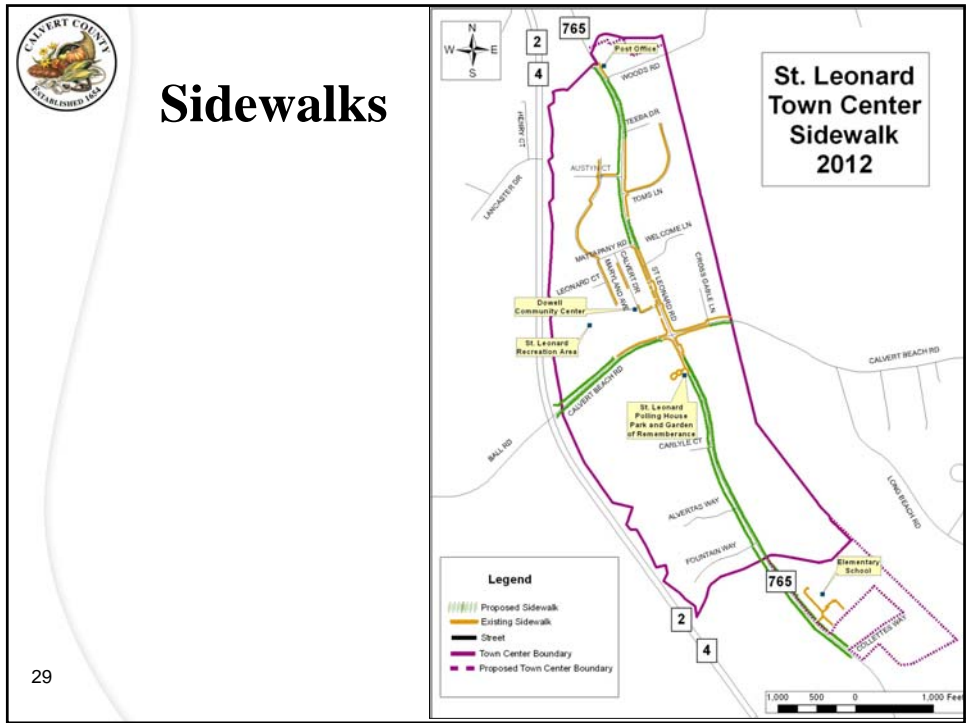 CALVERT COUNTY
ESTABLISHED 1654
Sidewalks
N
W E
S
2
4
765
Post Office
WOODS RD
St. Leonard
Town Center
Sidewalk
2012
HENRY CT
TEEBA DR
LANCASTER DR
AUSTYN CT
TOMS LN
MATTAPANY RD
WELCOME LN
LEONARD CT
MARYLAND AVE
CALVERT DR
ST LEONARD RD
CROSS GABLE LN
Dowell
Community Center
St. Leonard
Recreation Area
CALVERT BEACH RD
CALVERT BEACH RD
BALL RD
St. Leonard
Polling House
Park and Garden
of Rememberance
CARLYLE CT
LONG BEACH RD
ALVERTAS WAY
FOUNTAIN WAY
Elementary
School
765
COLLETTES WAY
2
4
Legend
Proposed Sidewalk
Existing Sidewalk
Street
Town Center Boundary
Proposed Town Center Boundary
1,000 500 0 1,000 Feet
29